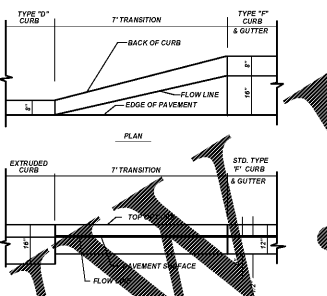 TYPE "D"
CURB
7' TRANSITION
TYPE "F"
CURB
& GUTTER
BACK OF CURB
8"
FLOW LINE
16"
8"
EDGE OF PAVEMENT
PLAN
EXTRUDED
CURB
7' TRANSITION
STD. TYPE
'F' CURB
& GUTTER
TOP OF
16"
12"
PAVEMENT SURFACE
FLOW